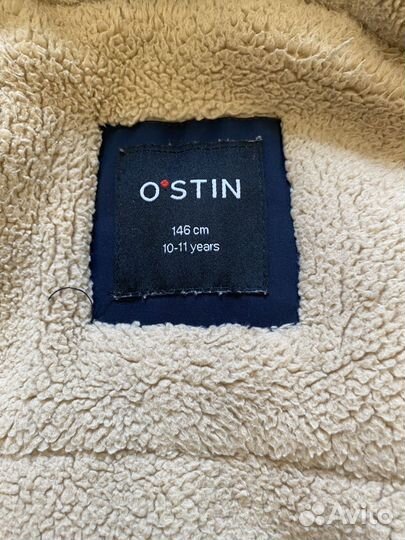 O'STIN
146 cm
10-11 years
Avito